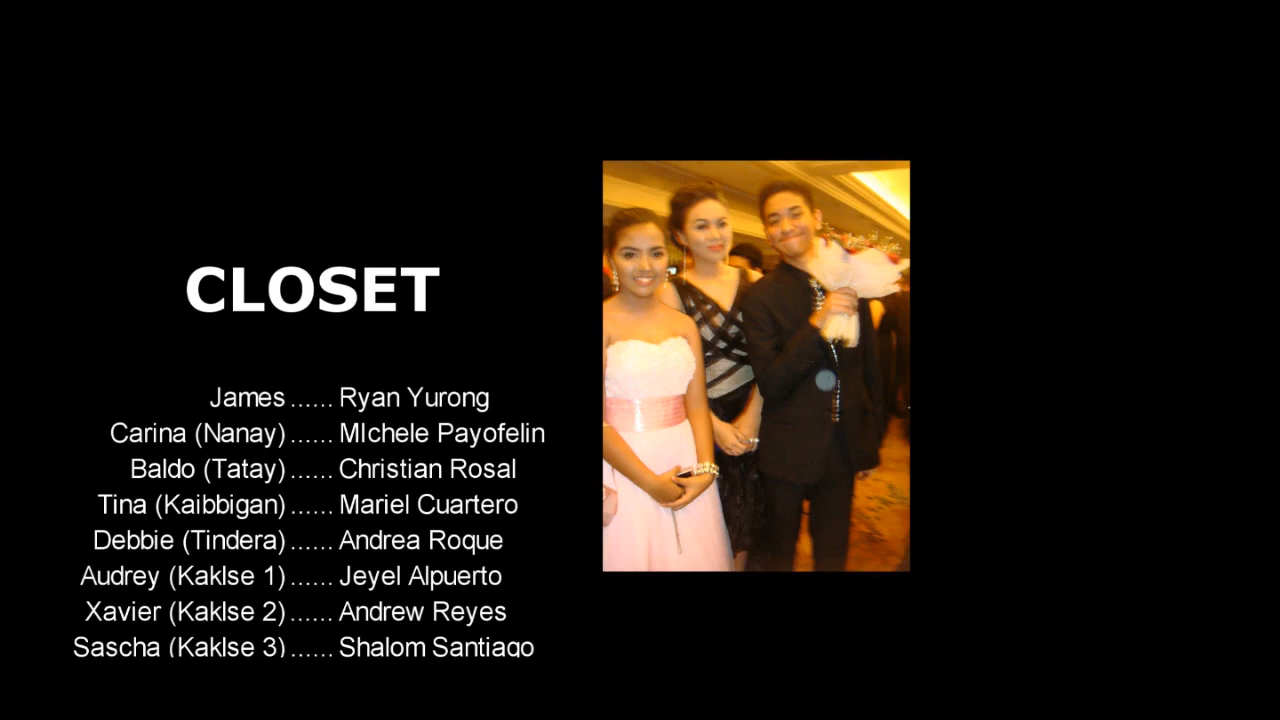 CLOSET
James ...... Ryan Yurong
Carina (Nanay) ...... MIchele Payofelin
Baldo (Tatay) ...... Christian Rosal
Tina (Kaibbigan) ...... Mariel Cuartero
Debbie (Tindera) ...... Andrea Roque
Audrey (Kaklse 1) ...... Jeyel Alpuerto
Xavier (Kaklse 2) ...... Andrew Reyes
Sascha (Kaklse 3) ...... Shalom Santiago